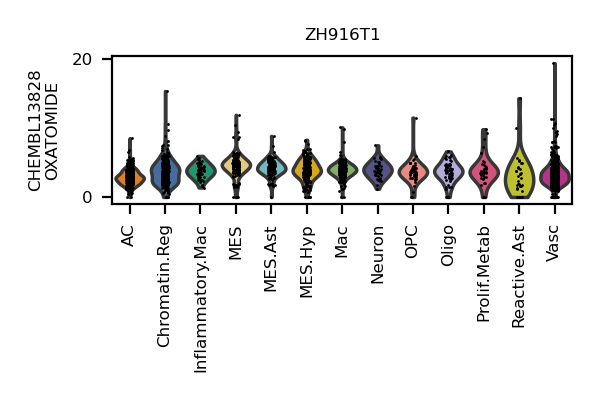 ZH916T1
CHEMBL13828
OXATOMIDE
20
0
AC
Chromatin.Reg
Inflammatory.Mac
MES
MES.Ast
MES.Hyp
Mac
Neuron
OPC
Oligo
Prolif.Metab
Reactive.Ast
Vasc